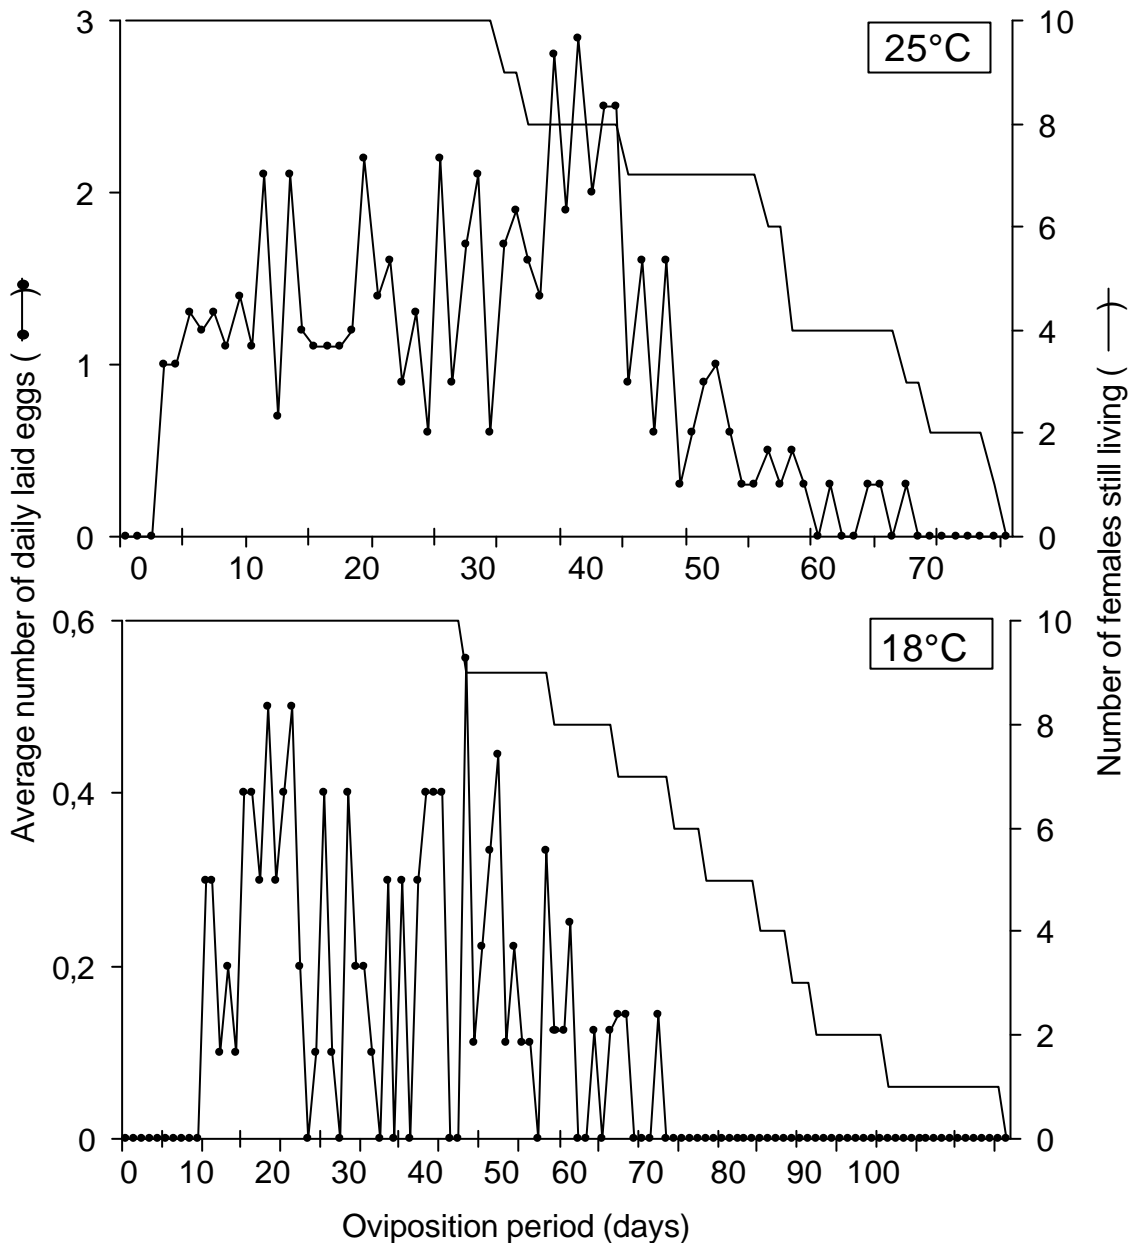 25°C
3
2
1
0
10
8
6
4
2
0
0 10 20 30 40 50 60 70
18°C
0,6
0,4
0,2
0
10
8
6
4
2
0
0 10 20 30 40 50 60 70 80 90 100
Oviposition period (days)
Average number of daily laid eggs ( )
Number of females still living ( )